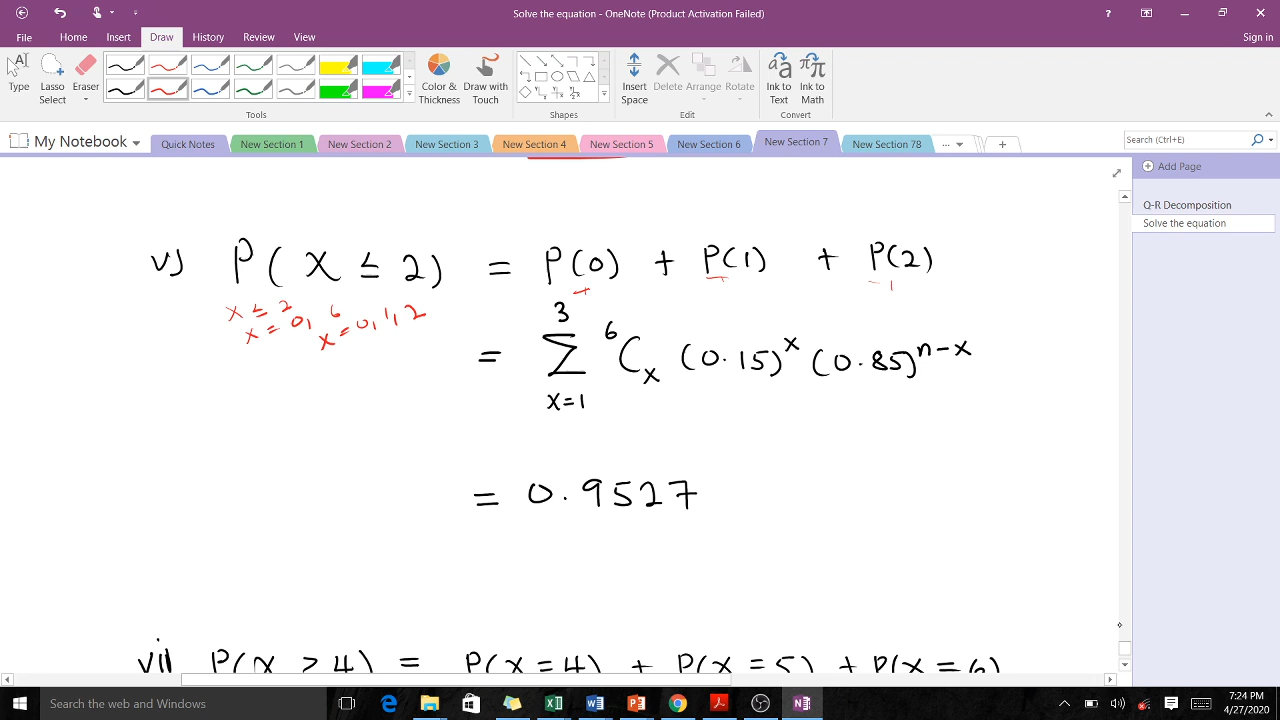 Solve the equation - OneNote (Product Activation Failed)
File Home Insert Draw History Review View Sign in
Type Lasso Select Eraser Color & Thickness Draw with Touch Insert Space Delete Arrange Rotate Ink to Text Ink to Math
Tools Shapes Edit Convert
My Notebook Quick Notes New Section 1 New Section 2 New Section 3 New Section 4 New Section 5 New Section 6 New Section 7 New Section 78 ... Search (Ctrl+E)
Add Page
Q-R Decomposition
Solve the equation
v) P(X ≤ 2) = P(0) + P(1) + P(2)
x ≤ 2
x = 0, 6
x = 0, 1, 2
= 3 Σ x=1 ⁶Cₓ (0.15)ˣ (0.85)ⁿ⁻ˣ
= 0.9527
vii P(X > 4) = P(X = 4) + P(X = 5) + P(X = 6)
Search the web and Windows
7:24 PM
4/27/2020